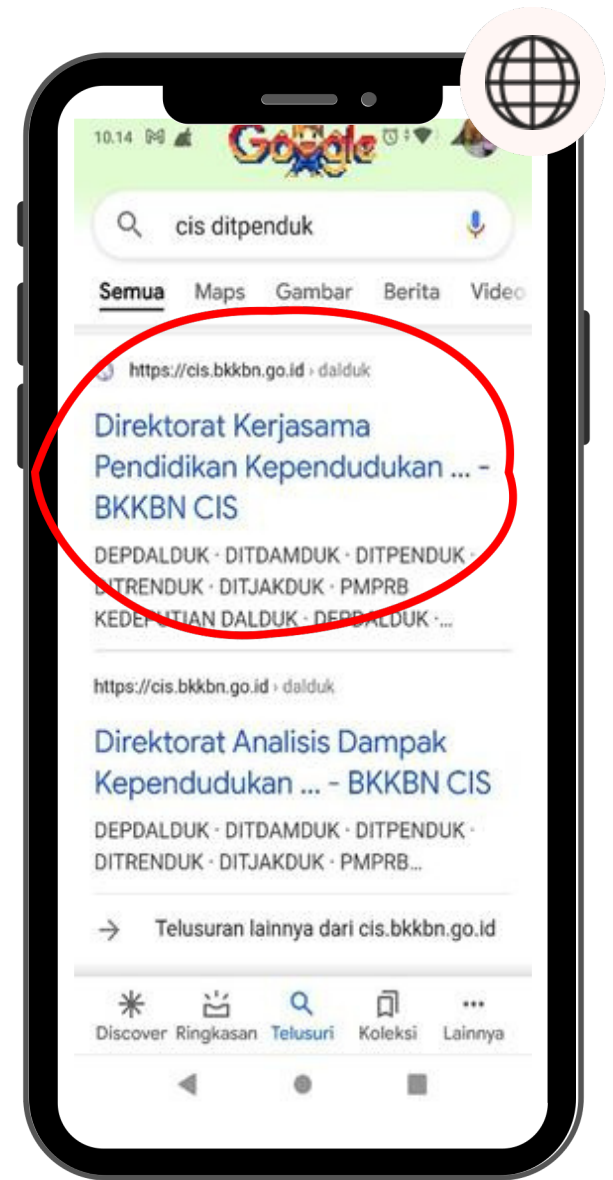 10.14
Google
cis ditpenduk
Semua Maps Gambar Berita Video
https://cis.bkkbn.go.id › dalduk
Direktorat Kerjasama
Pendidikan Kependudukan ... -
BKKBN CIS
DEPDALDUK · DITDAMDUK · DITPENDUK ·
DITRENDUK · DITJAKDUK · PMPRB
KEDEPUTIAN DALDUK · DEPDALDUK ·...
https://cis.bkkbn.go.id › dalduk
Direktorat Analisis Dampak
Kependudukan ... - BKKBN CIS
DEPDALDUK · DITDAMDUK · DITPENDUK ·
DITRENDUK · DITJAKDUK · PMPRB...
Telusuran lainnya dari cis.bkkbn.go.id
Discover Ringkasan Telusuri Koleksi Lainnya